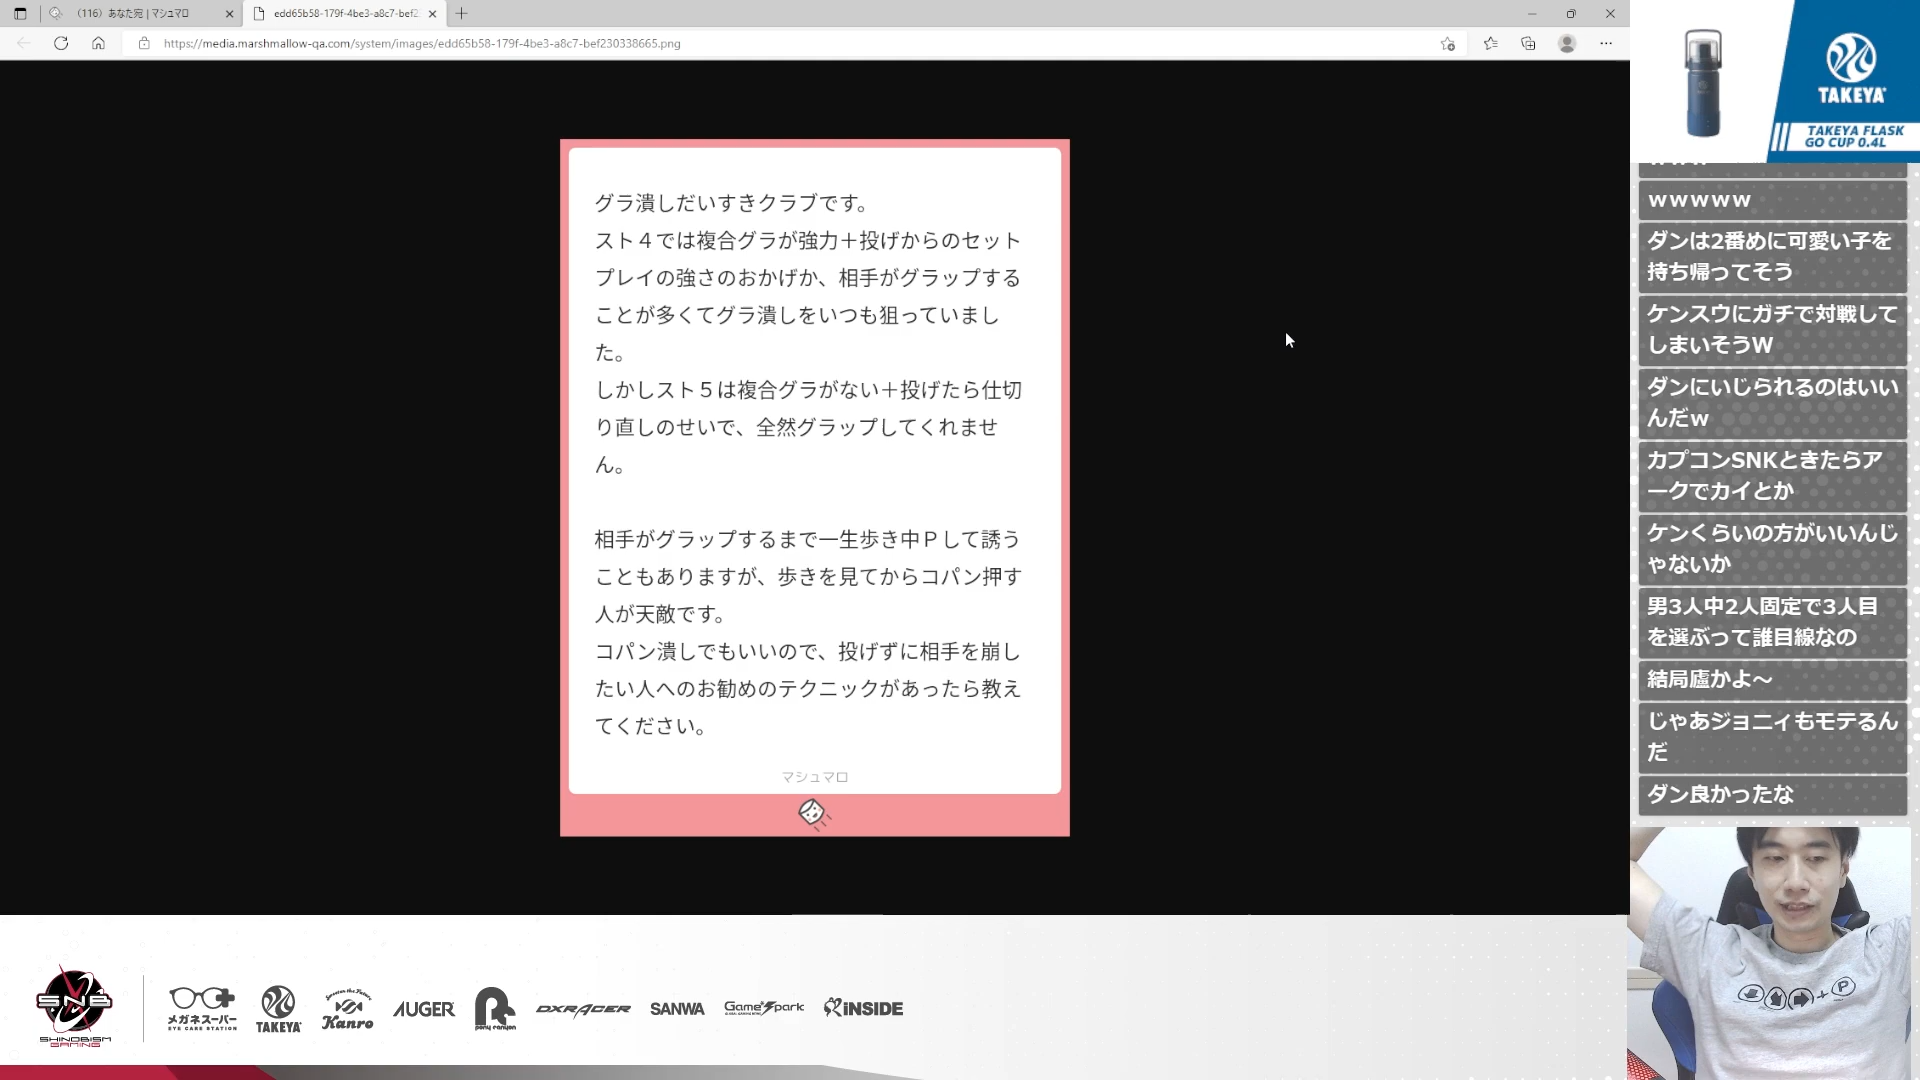 （116）あなた宛 | マシュマロ
edd65b58-179f-4be3-a8c7-bef2
https://media.marshmallow-qa.com/system/images/edd65b58-179f-4be3-a8c7-bef230338665.png
グラ潰しだいすきクラブです。
スト４では複合グラが強力＋投げからのセット
プレイの強さのおかげか、相手がグラップする
ことが多くてグラ潰しをいつも狙っていまし
た。
しかしスト５は複合グラがない＋投げたら仕切
り直しのせいで、全然グラップしてくれませ
ん。
相手がグラップするまで一生歩き中Ｐして誘う
こともありますが、歩きを見てからコパン押す
人が天敵です。
コパン潰しでもいいので、投げずに相手を崩し
たい人へのお勧めのテクニックがあったら教え
てください。
マシュマロ
TAKEYA
TAKEYA FLASK
GO CUP 0.4L
wwwww
ダンは2番めに可愛い子を
持ち帰ってそう
ケンスウにガチで対戦して
しまいそうW
ダンにいじられるのはいい
んだw
カプコンSNKときたらア
ークでカイとか
ケンくらいの方がいいんじ
ゃないか
男3人中2人固定で3人目
を選ぶって誰目線なの
結局廬かよ～
じゃあジョニィもモテるん
だ
ダン良かったな
P
SNB
SHINOBISM
GAMING
メガネスーパー
EYE CARE STATION
TAKEYA
Kanro
AUGER
pony canyon
DXRACER
SANWA
Game*Spark
iNSIDE